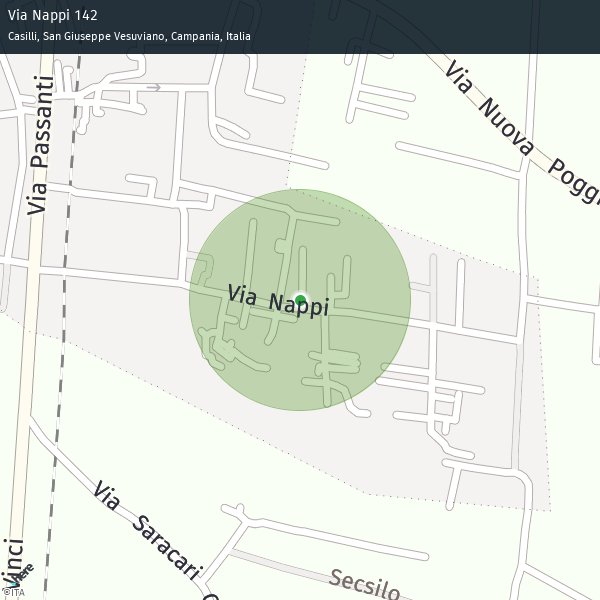 Via Nappi 142
Casilli, San Giuseppe Vesuviano, Campania, Italia
Via Passanti
Via Nuova Poggi
Via Nappi
Via Saracari
Vinci
Secsilo
here
©ITA